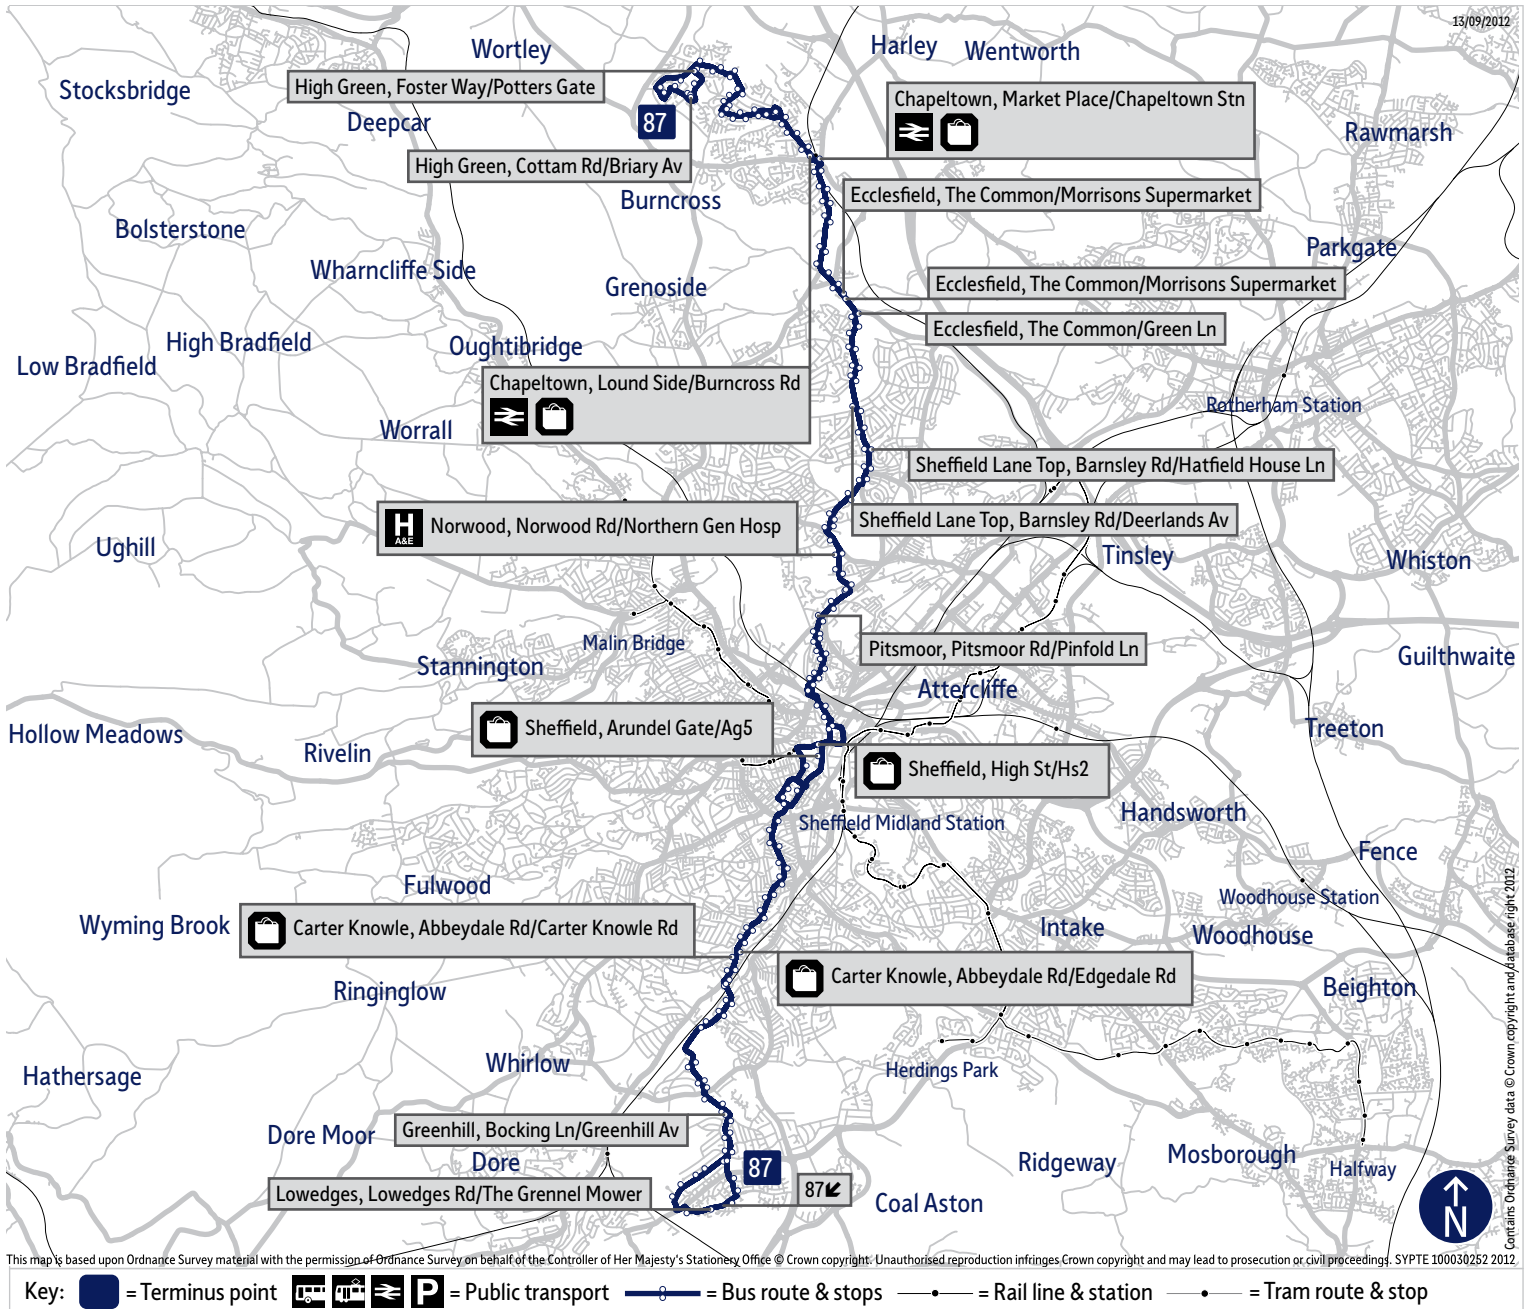 13/09/2012
Wortley
Harley
Wentworth
Stocksbridge
High Green, Foster Way/Potters Gate
Chapeltown, Market Place/Chapeltown Stn
Deepcar
87
Rawmarsh
High Green, Cottam Rd/Briary Av
Burncross
Ecclesfield, The Common/Morrisons Supermarket
Bolsterstone
Parkgate
Wharncliffe Side
Grenoside
Ecclesfield, The Common/Morrisons Supermarket
Ecclesfield, The Common/Green Ln
High Bradfield
Oughtibridge
Low Bradfield
Chapeltown, Lound Side/Burncross Rd
Rotherham Station
Worrall
Sheffield Lane Top, Barnsley Rd/Hatfield House Ln
H
A&E
Norwood, Norwood Rd/Northern Gen Hosp
Sheffield Lane Top, Barnsley Rd/Deerlands Av
Ughill
Tinsley
Whiston
Malin Bridge
Pitsmoor, Pitsmoor Rd/Pinfold Ln
Guilthwaite
Stannington
Attercliffe
Hollow Meadows
Sheffield, Arundel Gate/Ag5
Treeton
Rivelin
Sheffield, High St/Hs2
Handsworth
Sheffield Midland Station
Fence
Fulwood
Woodhouse Station
Wyming Brook
Carter Knowle, Abbeydale Rd/Carter Knowle Rd
Intake
Woodhouse
Carter Knowle, Abbeydale Rd/Edgedale Rd
Ringinglow
Beighton
Whirlow
Herdings Park
Hathersage
Dore Moor
Greenhill, Bocking Ln/Greenhill Av
Dore
87
Ridgeway
Mosborough
Halfway
Lowedges, Lowedges Rd/The Grennel Mower
87
Coal Aston
N
Contains Ordnance Survey data © Crown copyright and database right 2012
This map is based upon Ordnance Survey material with the permission of Ordnance Survey on behalf of the Controller of Her Majesty's Stationery Office © Crown copyright. Unauthorised reproduction infringes Crown copyright and may lead to prosecution or civil proceedings. SYPTE 100030252 2012
Key: = Terminus point P = Public transport = Bus route & stops = Rail line & station = Tram route & stop